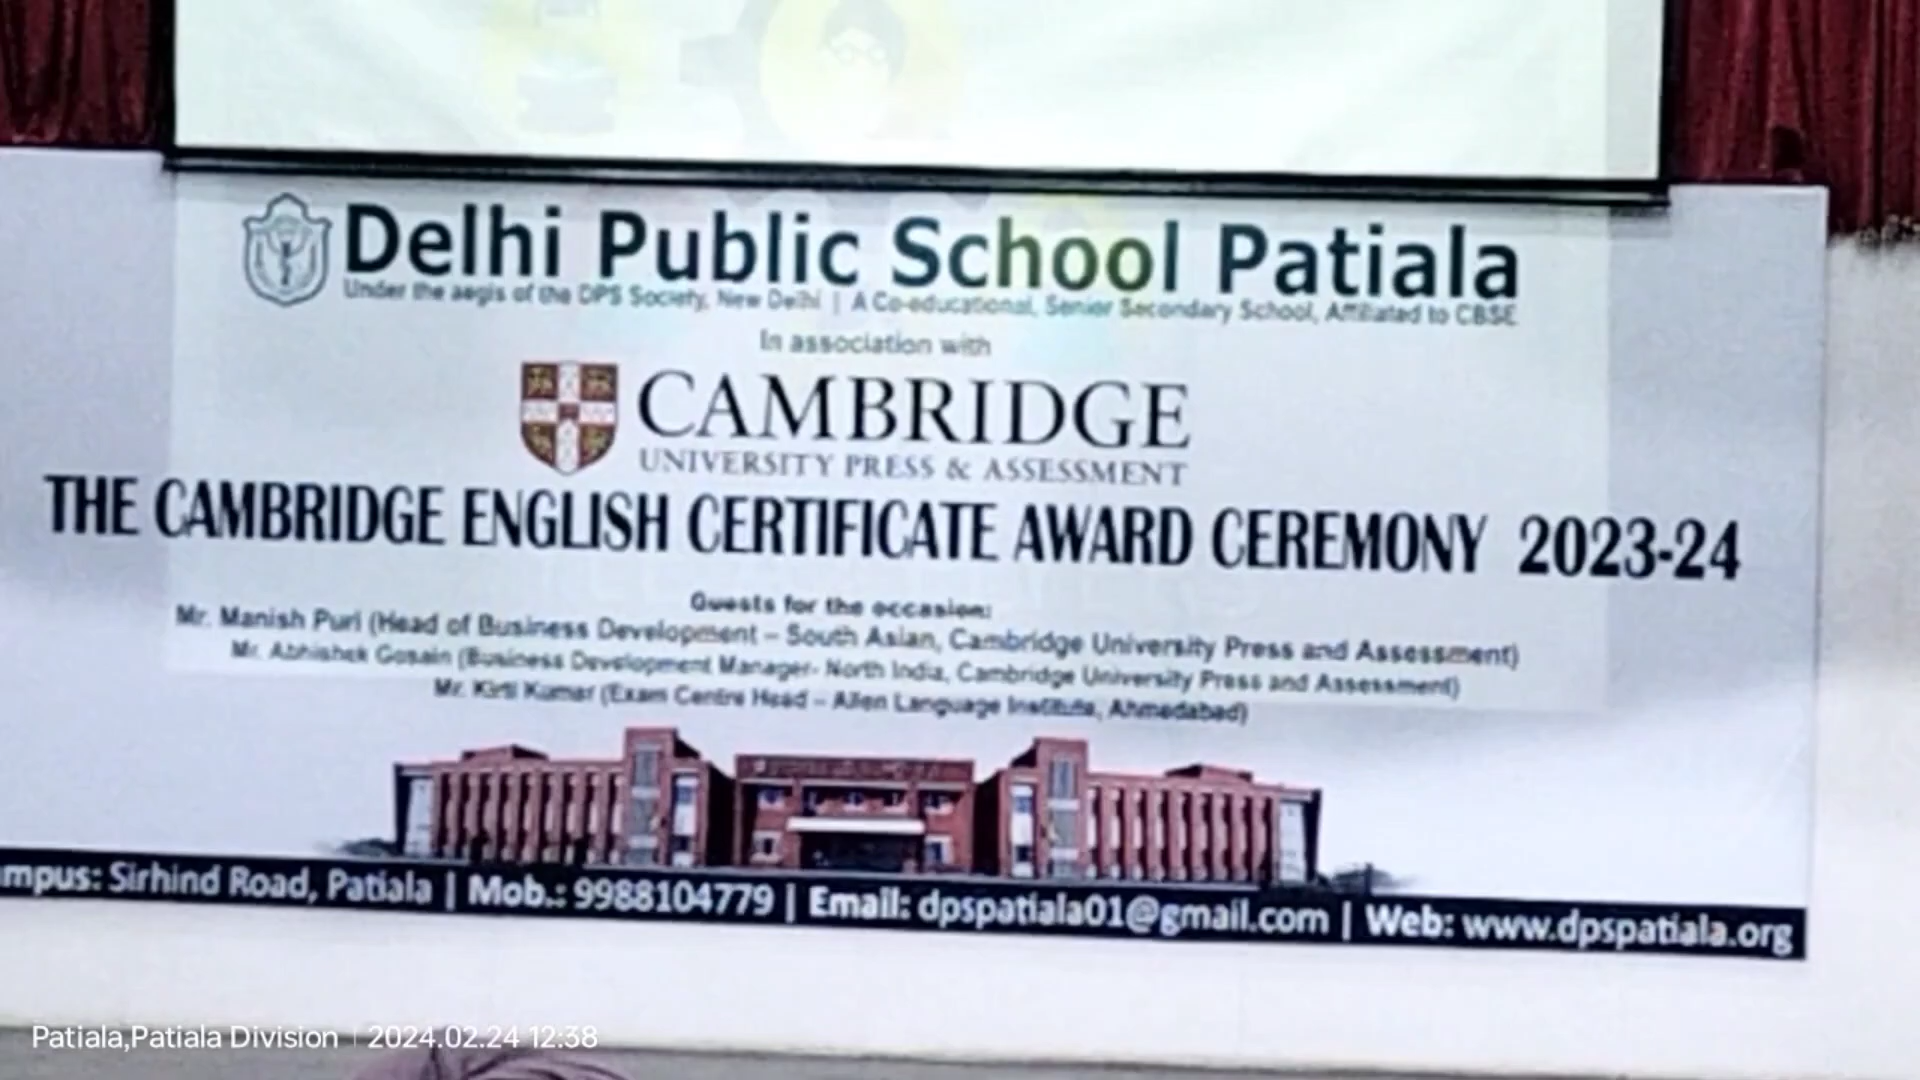 Delhi Public School Patiala
Under the aegis of the DPS Society, New Delhi | A Co-educational, Senior Secondary School, Affiliated to CBSE
In association with
CAMBRIDGE
UNIVERSITY PRESS & ASSESSMENT
THE CAMBRIDGE ENGLISH CERTIFICATE AWARD CEREMONY 2023-24
Guests for the occasion:
Mr. Manish Puri (Head of Business Development – South Asian, Cambridge University Press and Assessment)
Mr. Abhishek Gosain (Business Development Manager- North India, Cambridge University Press and Assessment)
Mr. Kirti Kumar (Exam Centre Head – Allen Language Institute, Ahmedabad)
mpus: Sirhind Road, Patiala | Mob.: 9988104779 | Email: dpspatiala01@gmail.com | Web: www.dpspatiala.org
Patiala,Patiala Division | 2024.02.24 12:38